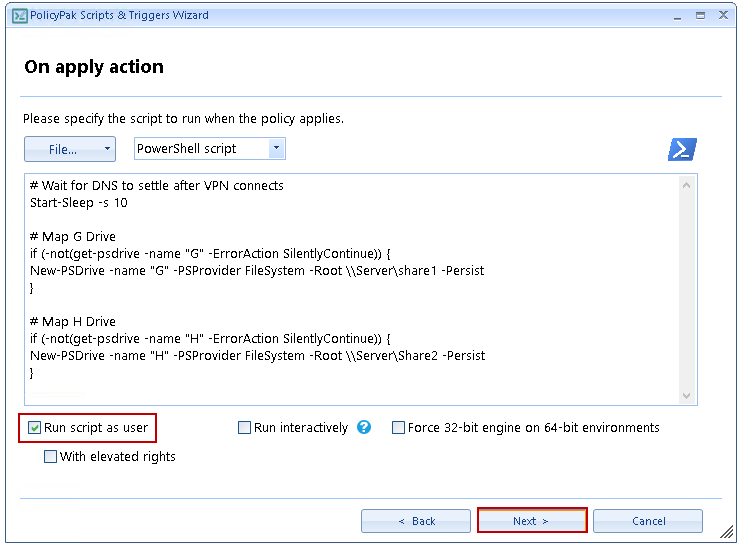 PolicyPak Scripts & Triggers Wizard
On apply action
Please specify the script to run when the policy applies.
File...
PowerShell script
# Wait for DNS to settle after VPN connects
Start-Sleep -s 10
# Map G Drive
if (-not(get-psdrive -name "G" -ErrorAction SilentlyContinue)) {
New-PSDrive -name "G" -PSProvider FileSystem -Root \\Server\share1 -Persist
}
# Map H Drive
if (-not(get-psdrive -name "H" -ErrorAction SilentlyContinue)) {
New-PSDrive -name "H" -PSProvider FileSystem -Root \\Server\Share2 -Persist
}
Run script as user
Run interactively
?
Force 32-bit engine on 64-bit environments
With elevated rights
< Back
Next >
Cancel